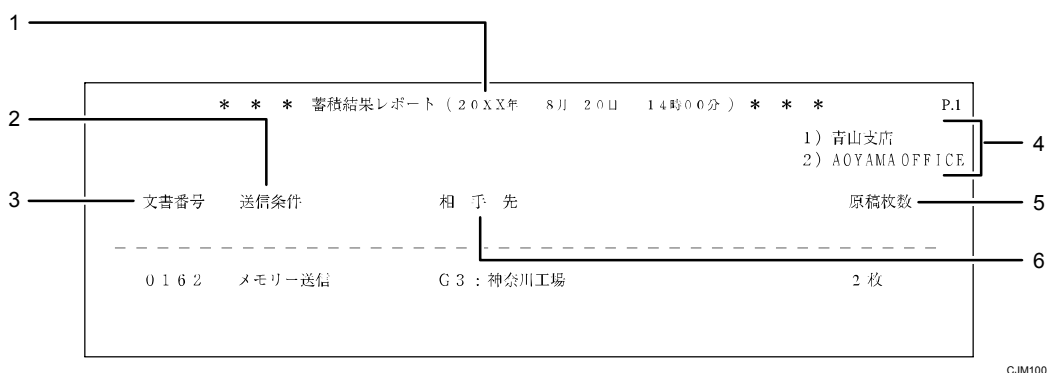 1
＊ ＊ ＊ 蓄積結果レポート（20XX年 8月 20日 14時00分）＊ ＊ ＊ P.1
2
1）青山支店
4
2）AOYAMA OFFICE
3 文書番号 送信条件 相 手 先 原稿枚数 5
6
0162 メモリー送信 G3：神奈川工場 2 枚
CJM100